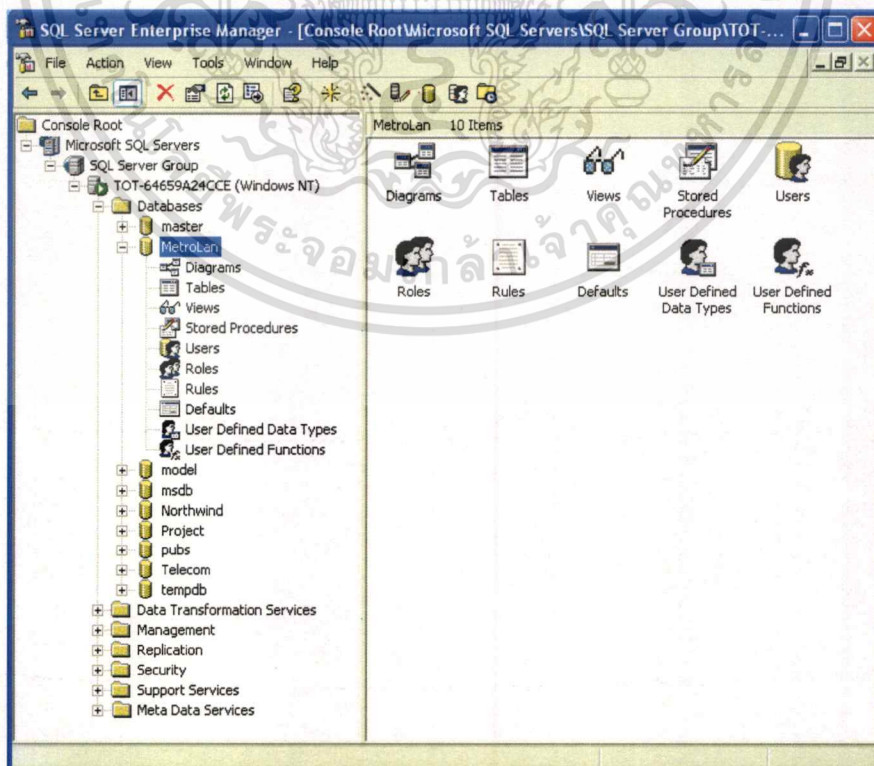 SQL Server Enterprise Manager - [Console Root\Microsoft SQL Servers\SQL Server Group\TOT-...
File Action View Tools Window Help
Console Root
Microsoft SQL Servers
SQL Server Group
TOT-64659A24CCE (Windows NT)
Databases
master
MetroLan
Diagrams
Tables
Views
Stored Procedures
Users
Roles
Rules
Defaults
User Defined Data Types
User Defined Functions
model
msdb
Northwind
Project
pubs
Telecom
tempdb
Data Transformation Services
Management
Replication
Security
Support Services
Meta Data Services
MetroLan 10 Items
Diagrams
Tables
Views
Stored Procedures
Users
Roles
Rules
Defaults
User Defined Data Types
User Defined Functions